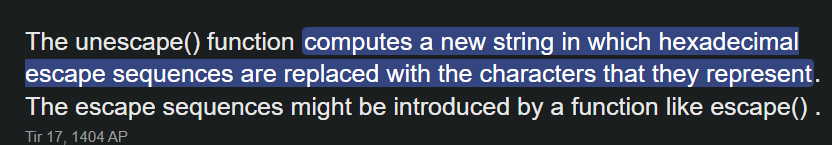 The unescape() function computes a new string in which hexadecimal
escape sequences are replaced with the characters that they represent.
The escape sequences might be introduced by a function like escape() .
Tir 17, 1404 AP